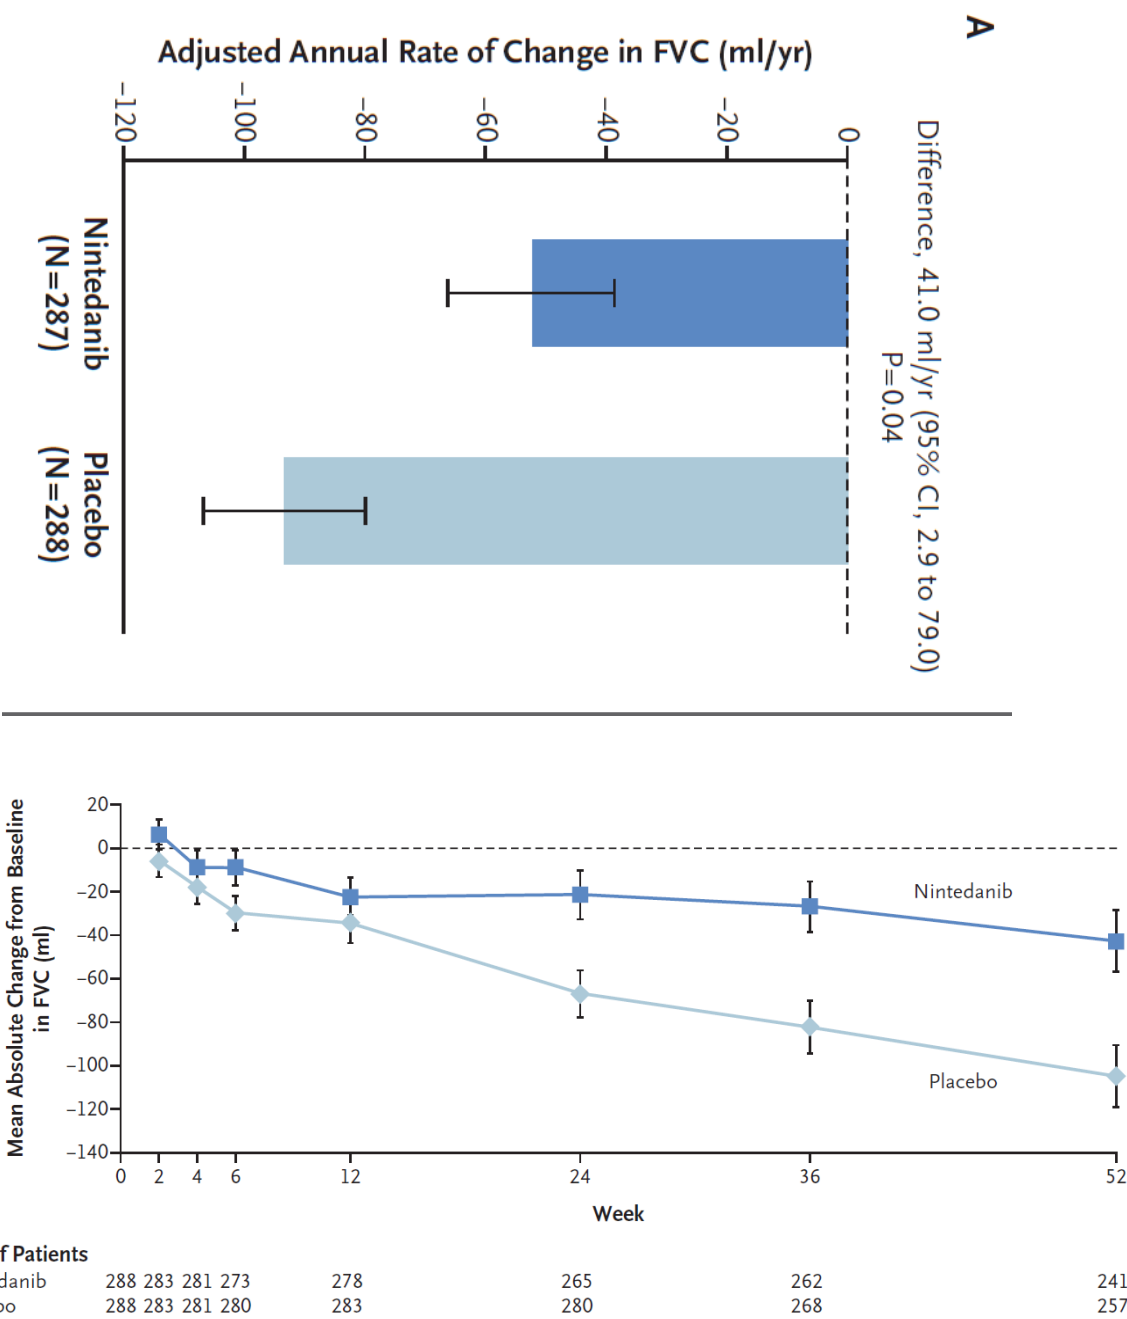 A
Difference, 41.0 ml/yr (95% CI, 2.9 to 79.0)
P=0.04
Adjusted Annual Rate of Change in FVC (ml/yr)
0
−20
−40
−60
−80
−100
−120
Nintedanib
(N=287)
Placebo
(N=288)
Mean Absolute Change from Baseline
in FVC (ml)
20
0
−20
−40
−60
−80
−100
−120
−140
Nintedanib
Placebo
0 2 4 6 12 24 36 52
Week
f Patients
danib 288 283 281 273 278 265 262 241
bo 288 283 281 280 283 280 268 257